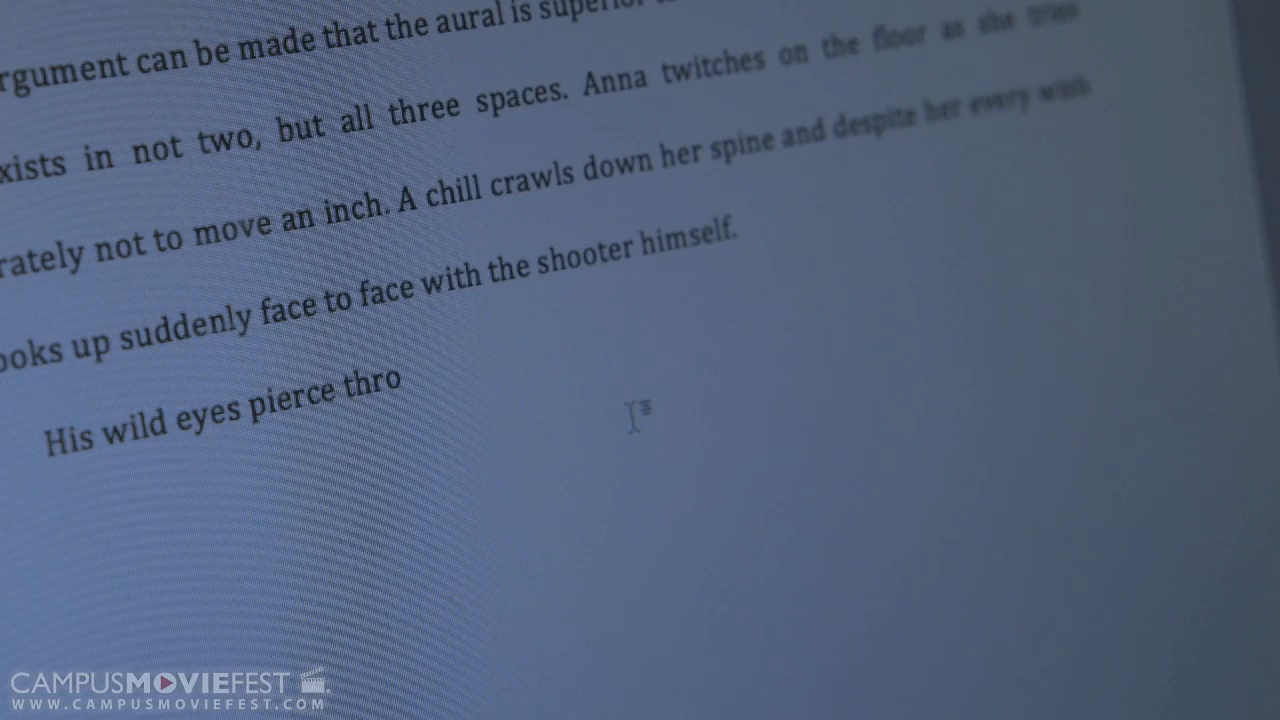 rgument can be made that the aural is superior
xists in not two, but all three spaces. Anna twitches on the floor as she tries
rately not to move an inch. A chill crawls down her spine and despite her every wish
ooks up suddenly face to face with the shooter himself.
His wild eyes pierce thro
CAMPUSMOVIEFEST
WWW.CAMPUSMOVIEFEST.COM